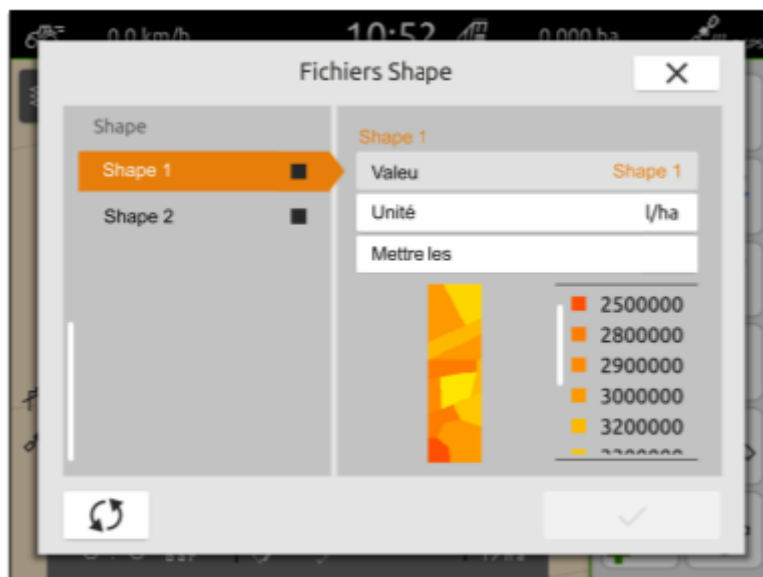 0.0 km/h 10:52 0.000 ha
Fichiers Shape
Shape
Shape 1
Shape 2
Shape 1
Valeu Shape 1
Unité l/ha
Mettre les
2500000
2800000
2900000
3000000
3200000